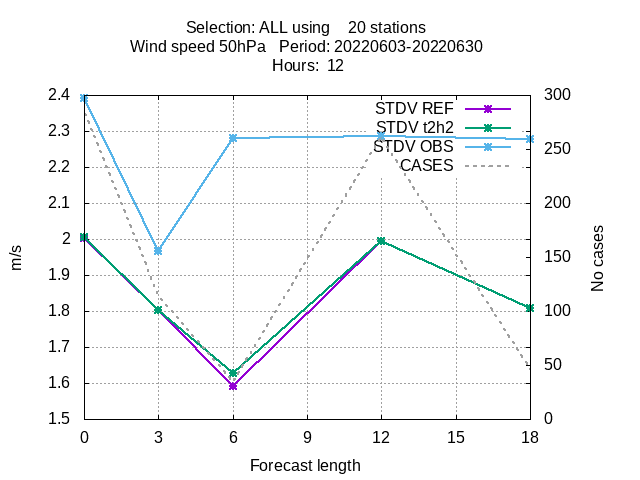 Selection: ALL using    20 stations
Wind speed 50hPa   Period: 20220603-20220630
Hours:  12
2.4
2.3
2.2
2.1
2
1.9
1.8
1.7
1.6
1.5
m/s
STDV REF
STDV t2h2
STDV OBS
CASES
300
250
200
150
100
50
0
No cases
0 3 6 9 12 15 18
Forecast length